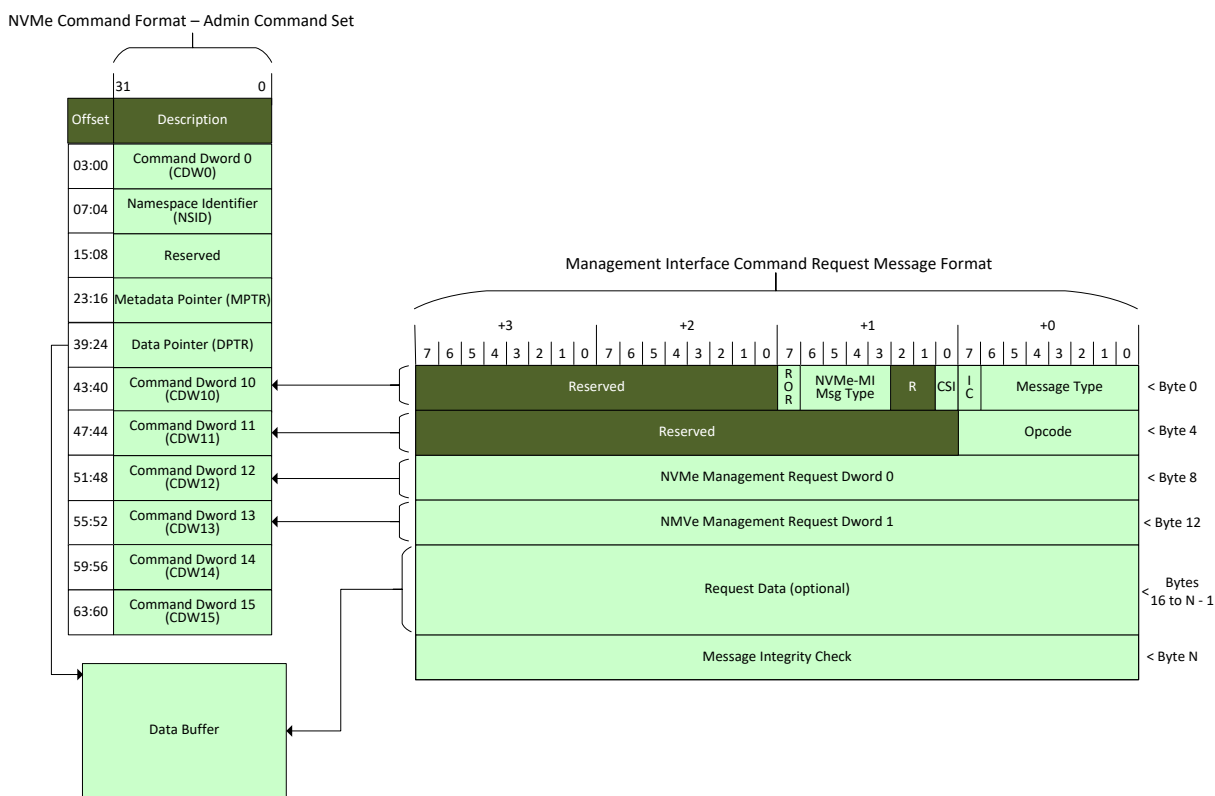 NVMe Command Format – Admin Command Set
31 0
Offset Description
03:00 Command Dword 0
(CDW0)
07:04 Namespace Identifier
(NSID)
15:08 Reserved
23:16 Metadata Pointer (MPTR)
39:24 Data Pointer (DPTR)
43:40 Command Dword 10
(CDW10)
47:44 Command Dword 11
(CDW11)
51:48 Command Dword 12
(CDW12)
55:52 Command Dword 13
(CDW13)
59:56 Command Dword 14
(CDW14)
63:60 Command Dword 15
(CDW15)
Data Buffer
Management Interface Command Request Message Format
+3 +2 +1 +0
7 6 5 4 3 2 1 0 7 6 5 4 3 2 1 0 7 6 5 4 3 2 1 0 7 6 5 4 3 2 1 0
Reserved
R
O
R
NVMe-MI
Msg Type
R
CSI
I
C
Message Type
< Byte 0
Reserved Opcode < Byte 4
NVMe Management Request Dword 0 < Byte 8
NMVe Management Request Dword 1 < Byte 12
Request Data (optional)
Bytes
< 16 to N - 1
Message Integrity Check < Byte N